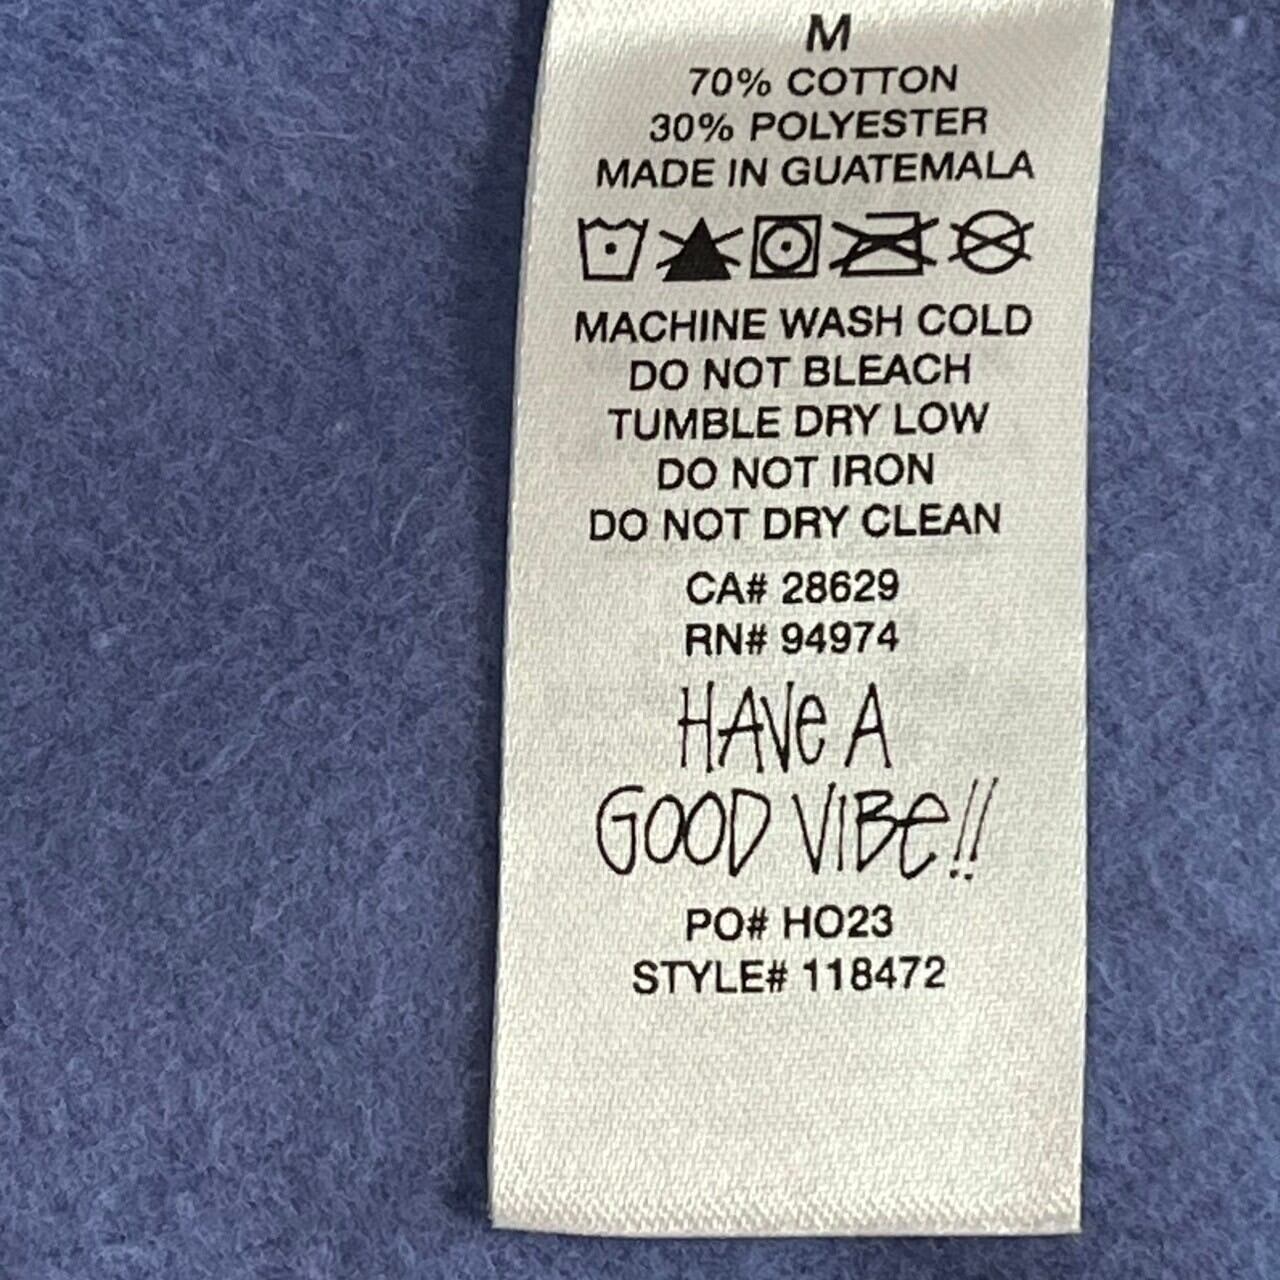 M
70% COTTON
30% POLYESTER
MADE IN GUATEMALA
MACHINE WASH COLD
DO NOT BLEACH
TUMBLE DRY LOW
DO NOT IRON
DO NOT DRY CLEAN
CA# 28629
RN# 94974
HAVe A
GOOD VIBe!!
PO# HO23
STYLE# 118472